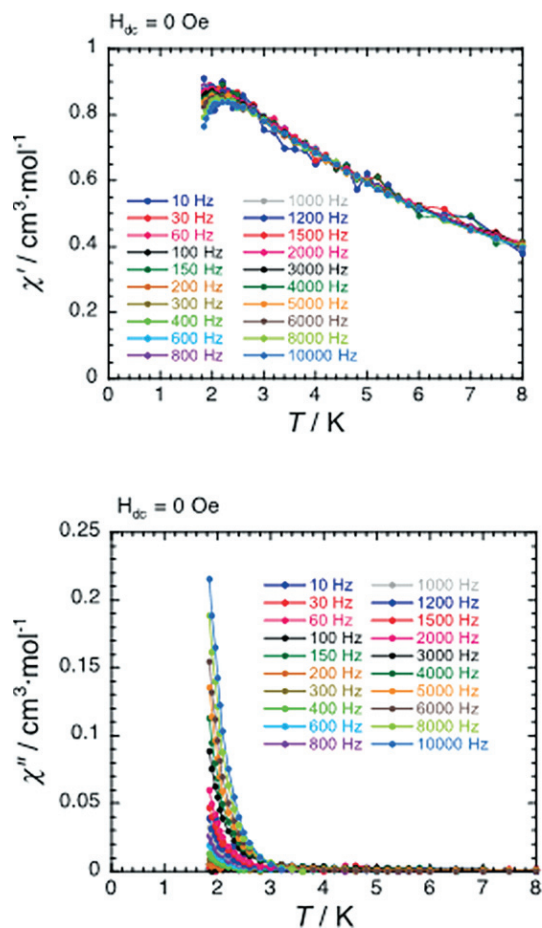 H_dc = 0 Oe
χ' / cm³·mol⁻¹
1
0.8
0.6
0.4
0.2
0
10 Hz 1000 Hz
30 Hz 1200 Hz
60 Hz 1500 Hz
100 Hz 2000 Hz
150 Hz 3000 Hz
200 Hz 4000 Hz
300 Hz 5000 Hz
400 Hz 6000 Hz
600 Hz 8000 Hz
800 Hz 10000 Hz
0 1 2 3 4 5 6 7 8
T / K
H_dc = 0 Oe
χ'' / cm³·mol⁻¹
0.25
0.2
0.15
0.1
0.05
0
10 Hz 1000 Hz
30 Hz 1200 Hz
60 Hz 1500 Hz
100 Hz 2000 Hz
150 Hz 3000 Hz
200 Hz 4000 Hz
300 Hz 5000 Hz
400 Hz 6000 Hz
600 Hz 8000 Hz
800 Hz 10000 Hz
0 1 2 3 4 5 6 7 8
T / K